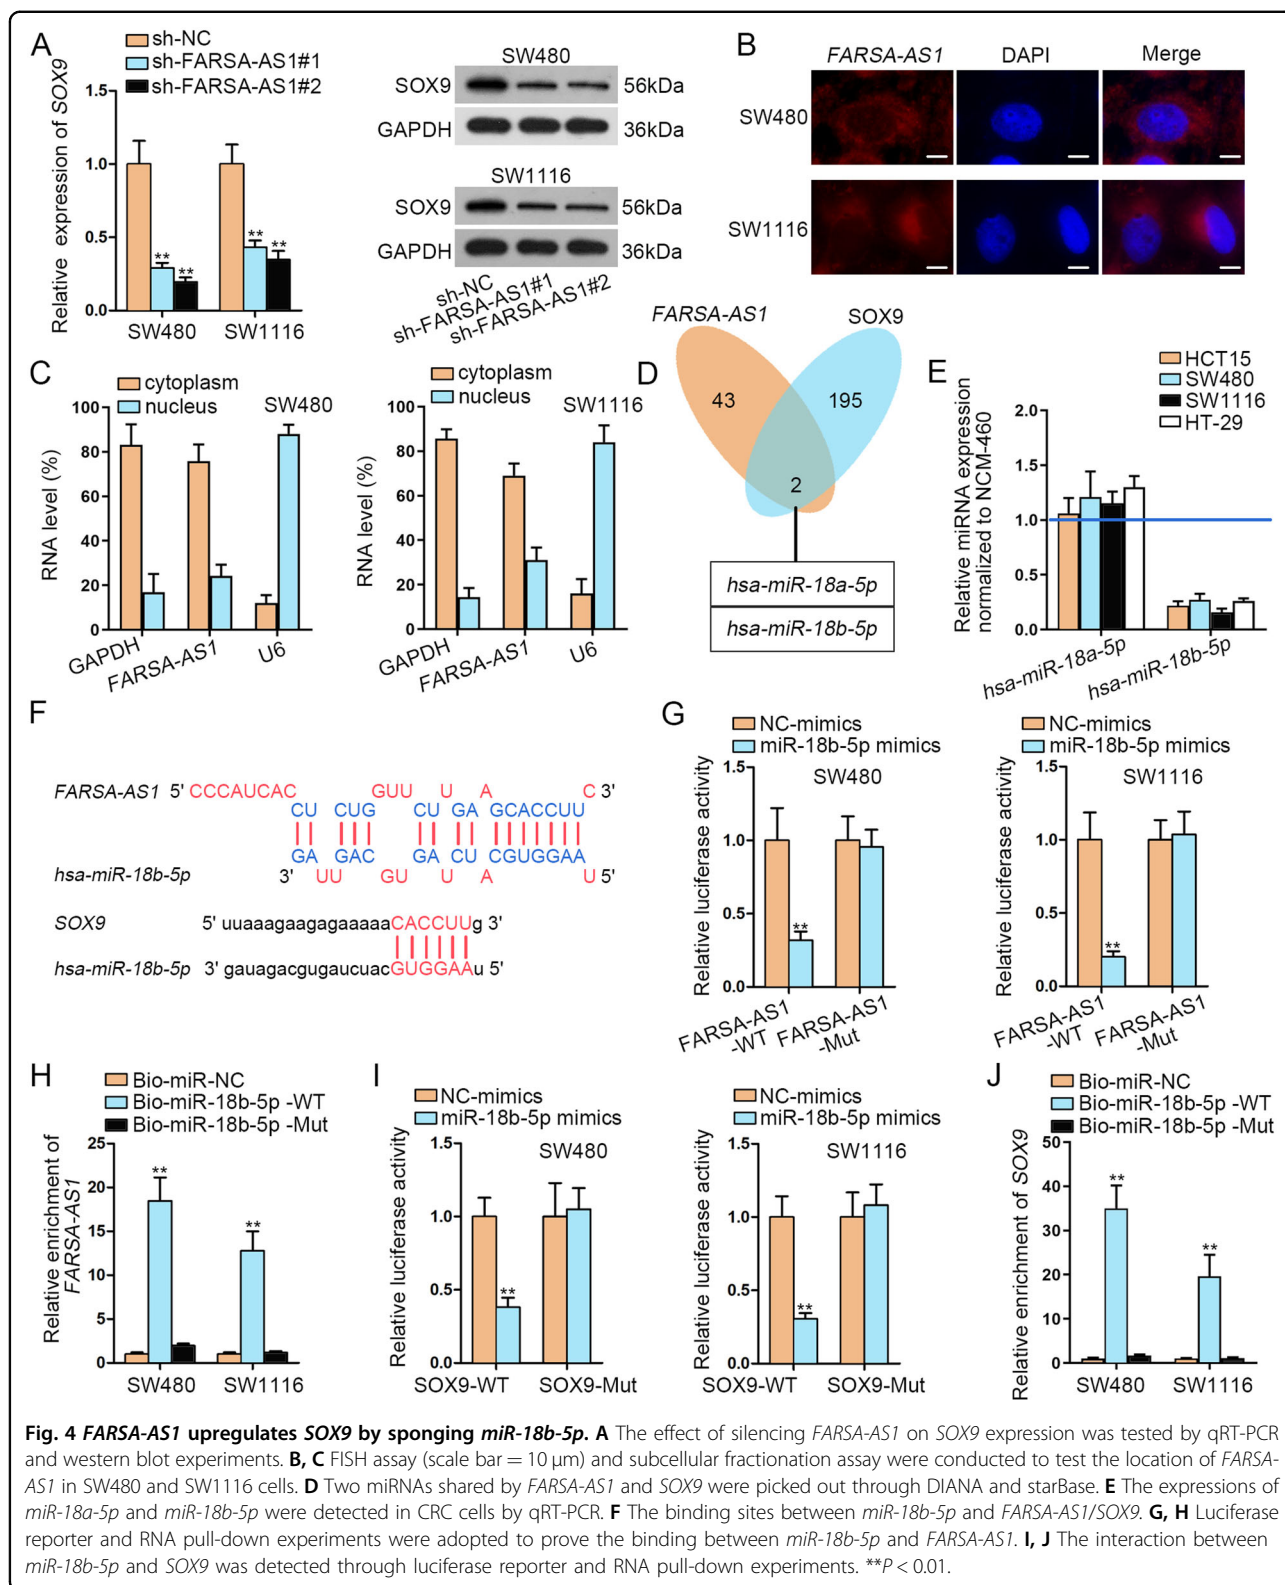 A
sh-NC
sh-FARSA-AS1#1
sh-FARSA-AS1#2
Relative expression of SOX9
1.5
1.0
0.5
0.0
** ** ** **
SW480 SW1116
SW480
SOX9 56kDa
GAPDH 36kDa
SW1116
SOX9 56kDa
GAPDH 36kDa
sh-NC
sh-FARSA-AS1#1
sh-FARSA-AS1#2
B
FARSA-AS1 DAPI Merge
SW480
SW1116
C
cytoplasm
nucleus
SW480
RNA level (%)
100
80
60
40
20
0
GAPDH FARSA-AS1 U6
cytoplasm
nucleus
SW1116
RNA level (%)
100
80
60
40
20
0
GAPDH FARSA-AS1 U6
D
FARSA-AS1 SOX9
43 195
2
hsa-miR-18a-5p
hsa-miR-18b-5p
E
HCT15
SW480
SW1116
HT-29
Relative miRNA expression
normalized to NCM-460
2.0
1.5
1.0
0.5
0.0
hsa-miR-18a-5p
hsa-miR-18b-5p
F
FARSA-AS1 5' CCCAUCAC GUU U A C 3'
CU CUG CU GA GCACCUU
GA GAC GA CU CGUGGAA
hsa-miR-18b-5p 3' UU GU U A U 5'
SOX9 5' uuaaagaagagaaaaaCACCUUg 3'
hsa-miR-18b-5p 3' gauagacgugaucuacGUGGAAu 5'
G
NC-mimics
miR-18b-5p mimics
SW480
Relative luciferase activity
1.5
1.0
0.5
0.0
**
FARSA-AS1
-WT
FARSA-AS1
-Mut
NC-mimics
miR-18b-5p mimics
SW1116
Relative luciferase activity
1.5
1.0
0.5
0.0
**
FARSA-AS1
-WT
FARSA-AS1
-Mut
H
Bio-miR-NC
Bio-miR-18b-5p -WT
Bio-miR-18b-5p -Mut
Relative enrichment of
FARSA-AS1
25
20
15
10
5
0
** **
SW480 SW1116
I
NC-mimics
miR-18b-5p mimics
SW480
Relative luciferase activity
1.5
1.0
0.5
0.0
**
SOX9-WT SOX9-Mut
NC-mimics
miR-18b-5p mimics
SW1116
Relative luciferase activity
1.5
1.0
0.5
0.0
**
SOX9-WT SOX9-Mut
J
Bio-miR-NC
Bio-miR-18b-5p -WT
Bio-miR-18b-5p -Mut
Relative enrichment of SOX9
50
40
30
20
10
0
** **
SW480 SW1116
Fig. 4 FARSA-AS1 upregulates SOX9 by sponging miR-18b-5p. A The effect of silencing FARSA-AS1 on SOX9 expression was tested by qRT-PCR
and western blot experiments. B, C FISH assay (scale bar = 10 μm) and subcellular fractionation assay were conducted to test the location of FARSA-
AS1 in SW480 and SW1116 cells. D Two miRNAs shared by FARSA-AS1 and SOX9 were picked out through DIANA and starBase. E The expressions of
miR-18a-5p and miR-18b-5p were detected in CRC cells by qRT-PCR. F The binding sites between miR-18b-5p and FARSA-AS1/SOX9. G, H Luciferase
reporter and RNA pull-down experiments were adopted to prove the binding between miR-18b-5p and FARSA-AS1. I, J The interaction between
miR-18b-5p and SOX9 was detected through luciferase reporter and RNA pull-down experiments. **P < 0.01.